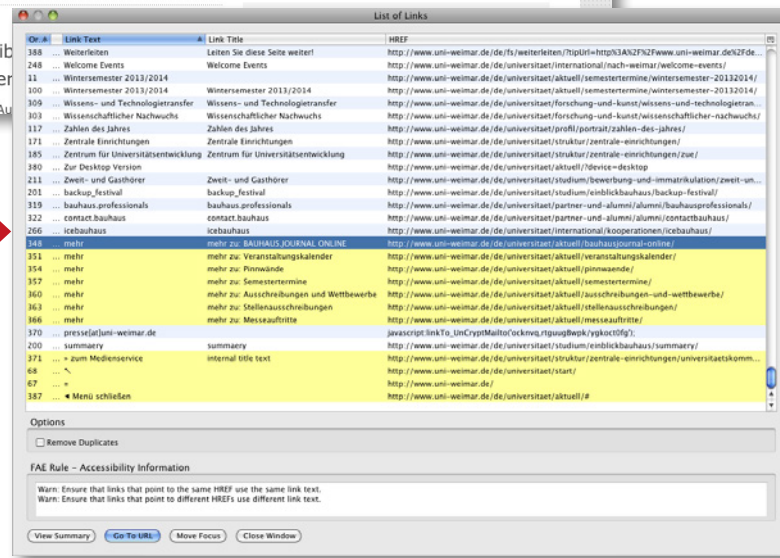 List of Links
Or. Link Text Link Title HREF
388 ... Weiterleiten Leiten Sie diese Seite weiter! http://www.uni-weimar.de/de/fs/weiterleiten/?tipUrl=http%3A%2F%2Fwww.uni-weimar.de%2Fde...
248 ... Welcome Events Welcome Events http://www.uni-weimar.de/de/universitaet/international/nach-weimar/welcome-events/
11 ... Wintersemester 2013/2014 http://www.uni-weimar.de/de/universitaet/aktuell/semestertermine/wintersemester-20132014/
100 ... Wintersemester 2013/2014 Wintersemester 2013/2014 http://www.uni-weimar.de/de/universitaet/aktuell/semestertermine/wintersemester-20132014/
309 ... Wissens- und Technologietransfer Wissens- und Technologietransfer http://www.uni-weimar.de/de/universitaet/forschung-und-kunst/wissens-und-technologietran...
303 ... Wissenschaftlicher Nachwuchs Wissenschaftlicher Nachwuchs http://www.uni-weimar.de/de/universitaet/forschung-und-kunst/wissenschaftlicher-nachwuchs/
117 ... Zahlen des Jahres Zahlen des Jahres http://www.uni-weimar.de/de/universitaet/profil/portrait/zahlen-des-jahres/
171 ... Zentrale Einrichtungen Zentrale Einrichtungen http://www.uni-weimar.de/de/universitaet/struktur/zentrale-einrichtungen/
185 ... Zentrum für Universitätsentwicklung Zentrum für Universitätsentwicklung http://www.uni-weimar.de/de/universitaet/struktur/zentrale-einrichtungen/zue/
380 ... Zur Desktop Version http://www.uni-weimar.de/de/universitaet/aktuell/?device=desktop
211 ... Zweit- und Gasthörer Zweit- und Gasthörer http://www.uni-weimar.de/de/universitaet/studium/bewerbung-und-immatrikulation/zweit-un...
201 ... backup_festival backup_festival http://www.uni-weimar.de/de/universitaet/studium/einblickbauhaus/backup-festival/
319 ... bauhaus.professionals bauhaus.professionals http://www.uni-weimar.de/de/universitaet/partner-und-alumni/alumni/bauhausprofessionals/
322 ... contact.bauhaus contact.bauhaus http://www.uni-weimar.de/de/universitaet/partner-und-alumni/alumni/contactbauhaus/
266 ... icebauhaus icebauhaus http://www.uni-weimar.de/de/universitaet/international/kooperationen/icebauhaus/
348 ... mehr mehr zu: BAUHAUS.JOURNAL ONLINE http://www.uni-weimar.de/de/universitaet/aktuell/bauhausjournal-online/
351 ... mehr mehr zu: Veranstaltungskalender http://www.uni-weimar.de/de/universitaet/aktuell/veranstaltungskalender/
354 ... mehr mehr zu: Pinnwände http://www.uni-weimar.de/de/universitaet/aktuell/pinnwaende/
357 ... mehr mehr zu: Semestertermine http://www.uni-weimar.de/de/universitaet/aktuell/semestertermine/
360 ... mehr mehr zu: Ausschreibungen und Wettbewerbe http://www.uni-weimar.de/de/universitaet/aktuell/ausschreibungen-und-wettbewerbe/
363 ... mehr mehr zu: Stellenausschreibungen http://www.uni-weimar.de/de/universitaet/aktuell/stellenausschreibungen/
366 ... mehr mehr zu: Messeauftritte http://www.uni-weimar.de/de/universitaet/aktuell/messeauftritte/
370 ... presse[at]uni-weimar.de javascript:linkTo_UnCryptMailto('ocknvq,rtguug8wpk/ygkoct0fg');
200 ... summaery summaery http://www.uni-weimar.de/de/universitaet/studium/einblickbauhaus/summaery/
371 ... » zum Medienservice internal title text http://www.uni-weimar.de/de/universitaet/struktur/zentrale-einrichtungen/universitaetskomm...
68 ... http://www.uni-weimar.de/de/universitaet/start/
67 ... http://www.uni-weimar.de/
387 ... ◄ Menü schließen http://www.uni-weimar.de/de/universitaet/aktuell/#
Options
Remove Duplicates
FAE Rule - Accessibility Information
Warn: Ensure that links that point to the same HREF use the same link text.
Warn: Ensure that links that point to different HREFs use different link text.
View Summary Go To URL Move Focus Close Window